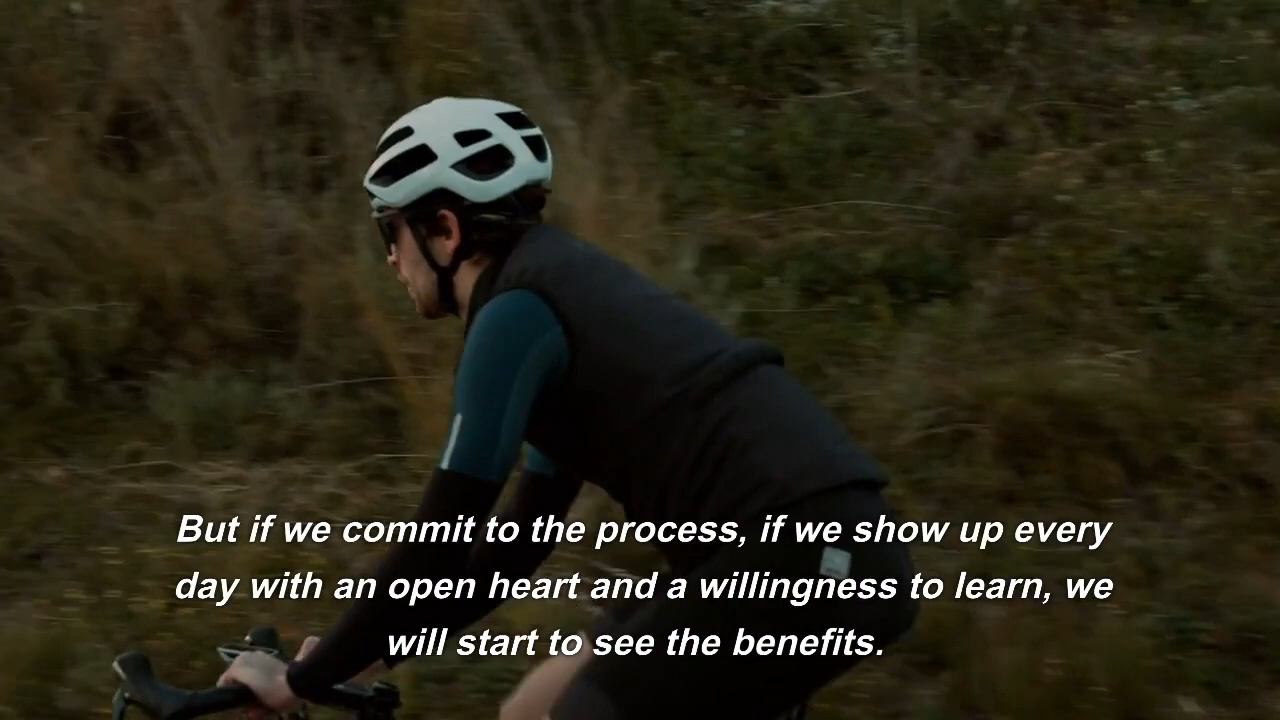 But if we commit to the process, if we show up every
day with an open heart and a willingness to learn, we
will start to see the benefits.